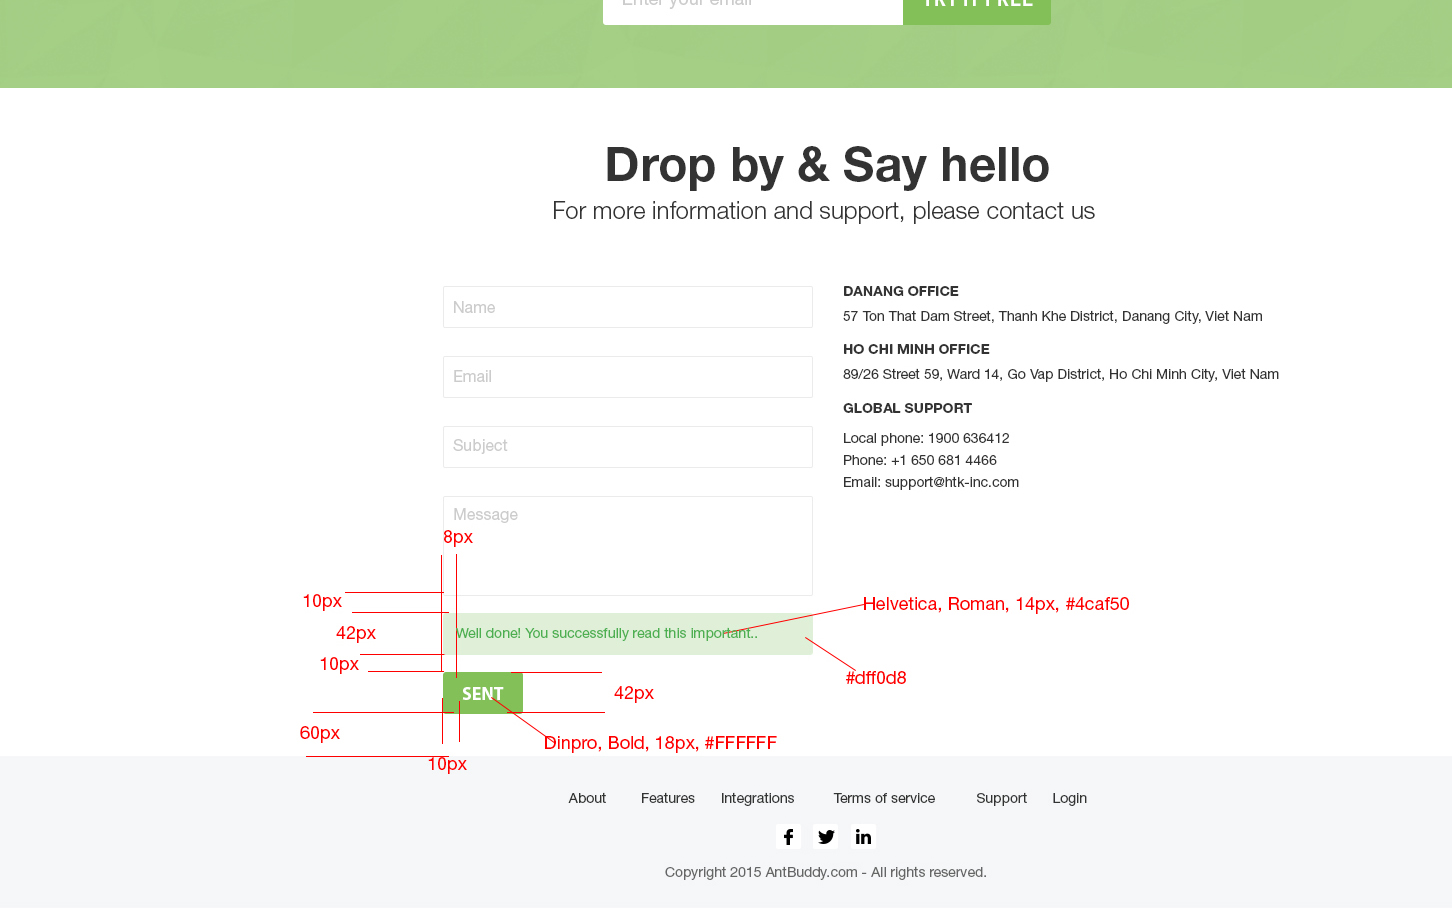 Enter your email
TRY IT FREE
Drop by & Say hello
For more information and support, please contact us
Name
Email
Subject
Message
DANANG OFFICE
57 Ton That Dam Street, Thanh Khe District, Danang City, Viet Nam
HO CHI MINH OFFICE
89/26 Street 59, Ward 14, Go Vap District, Ho Chi Minh City, Viet Nam
GLOBAL SUPPORT
Local phone: 1900 636412
Phone: +1 650 681 4466
Email: support@htk-inc.com
8px
10px
42px
10px
60px
10px
Well done! You successfully read this important..
Helvetica, Roman, 14px, #4caf50
#dff0d8
SENT
42px
Dinpro, Bold, 18px, #FFFFFF
About Features Integrations Terms of service Support Login
Copyright 2015 AntBuddy.com - All rights reserved.